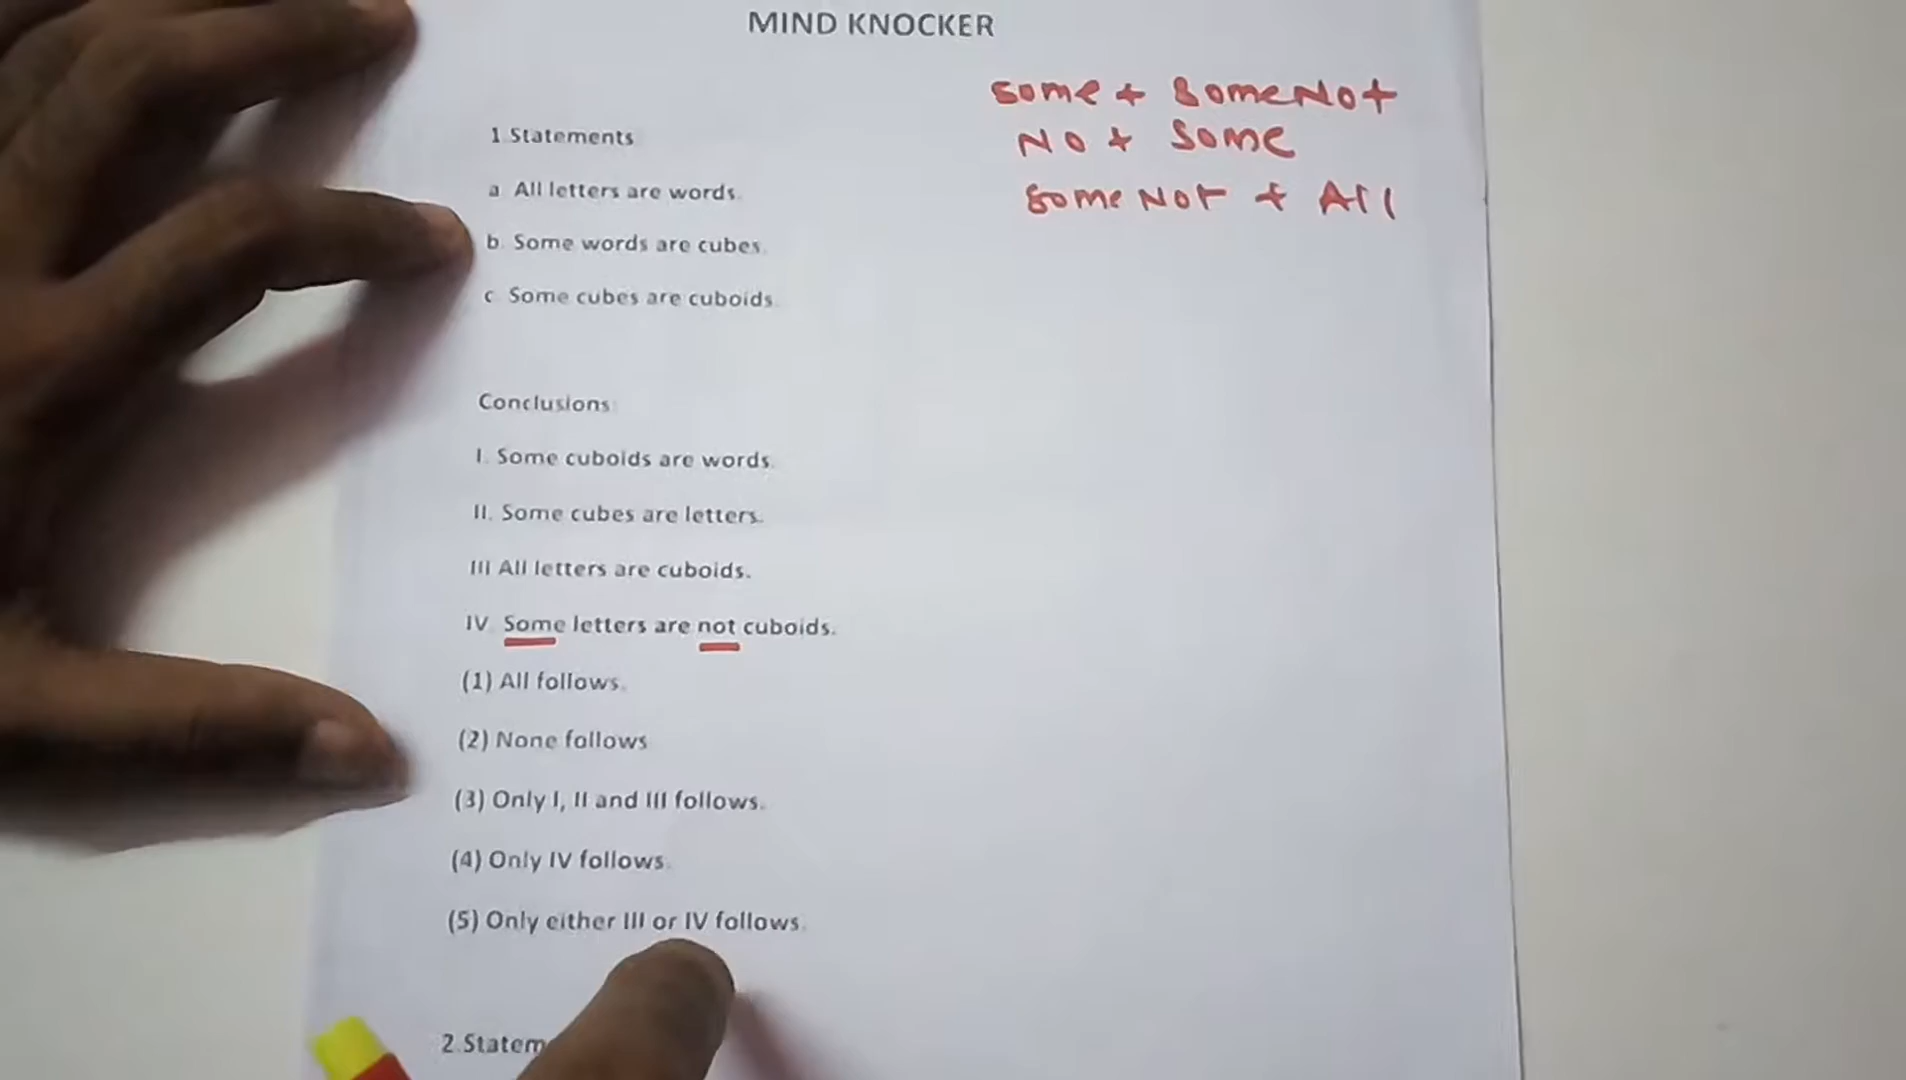 MIND KNOCKER
some + some Not
No + some
some Not + All
1.Statements
a. All letters are words.
b. Some words are cubes.
c. Some cubes are cuboids.
Conclusions:
I. Some cuboids are words.
II. Some cubes are letters.
III All letters are cuboids.
IV. Some letters are not cuboids.
(1) All follows.
(2) None follows
(3) Only I, II and III follows.
(4) Only IV follows.
(5) Only either III or IV follows.
2.Statem